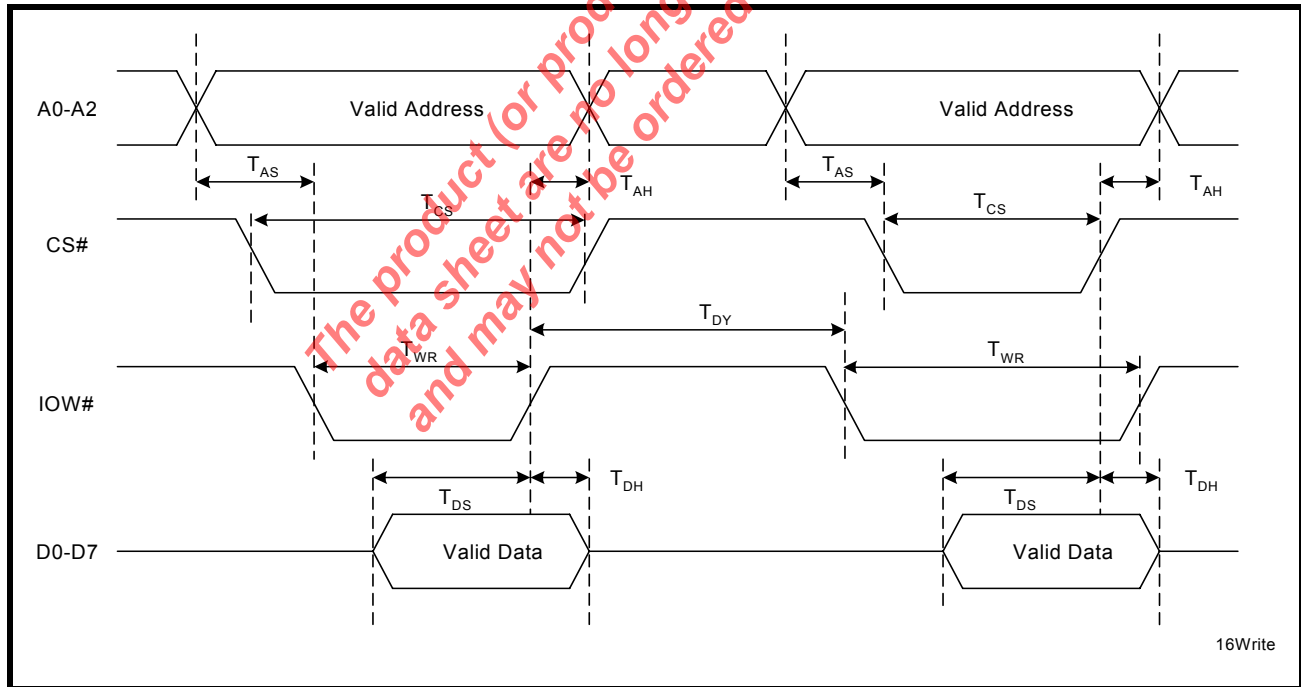 A0-A2
Valid Address
Valid Address
TAS
TAH
TAS
TAH
TCS
TCS
CS#
TDY
TWR
TWR
IOW#
TDH
TDH
TDS
TDS
D0-D7
Valid Data
Valid Data
16Write
The product (or prod
data sheet are no long
and may not be ordered